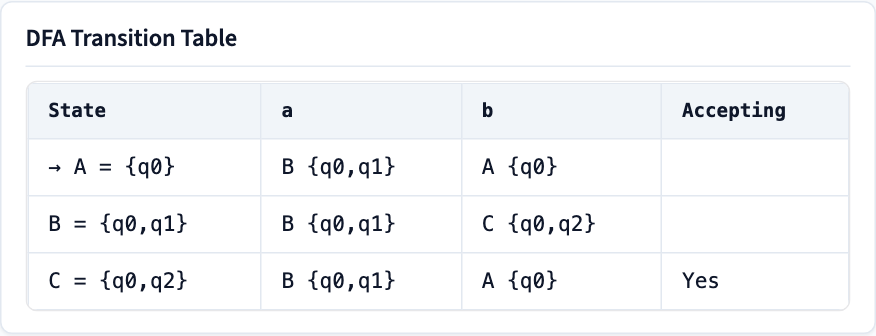 DFA Transition Table
State a b Accepting
→ A = {q0} B {q0,q1} A {q0}
B = {q0,q1} B {q0,q1} C {q0,q2}
C = {q0,q2} B {q0,q1} A {q0} Yes